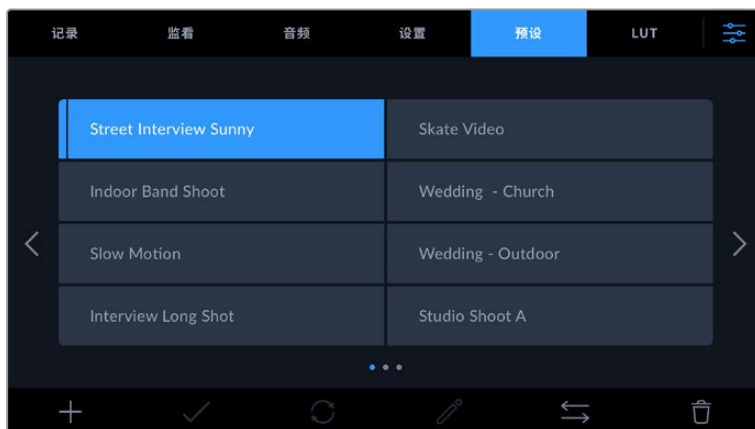 记录 监看 音频 设置 预设 LUT
Street Interview Sunny Skate Video
Indoor Band Shoot Wedding - Church
Slow Motion Wedding - Outdoor
Interview Long Shot Studio Shoot A